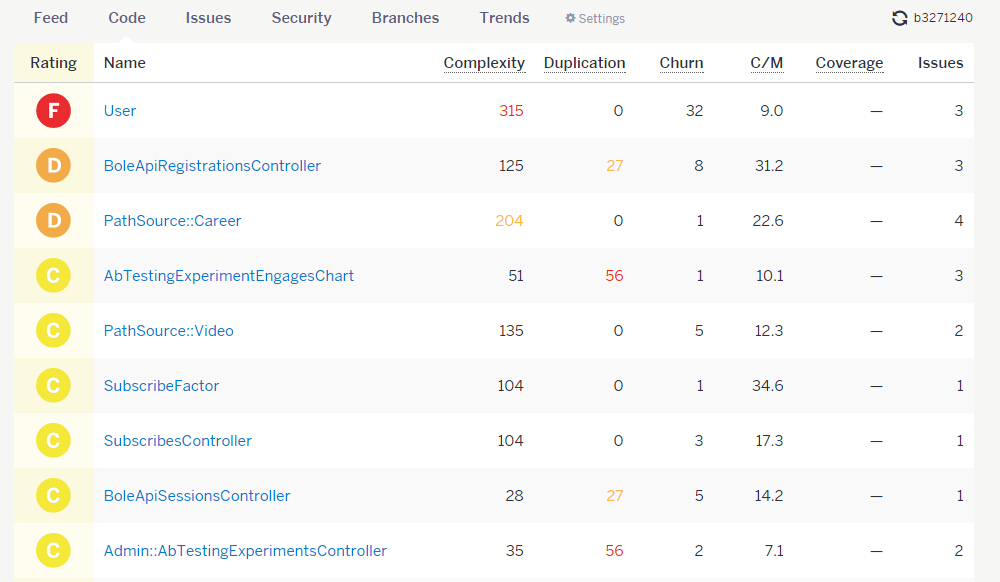 Feed Code Issues Security Branches Trends Settings b3271240
Rating Name Complexity Duplication Churn C/M Coverage Issues
F User 315 0 32 9.0 — 3
D BoleApiRegistrationsController 125 27 8 31.2 — 3
D PathSource::Career 204 0 1 22.6 — 4
C AbTestingExperimentEngagesChart 51 56 1 10.1 — 3
C PathSource::Video 135 0 5 12.3 — 2
C SubscribeFactor 104 0 1 34.6 — 1
C SubscribesController 104 0 3 17.3 — 1
C BoleApiSessionsController 28 27 5 14.2 — 1
C Admin::AbTestingExperimentsController 35 56 2 7.1 — 2